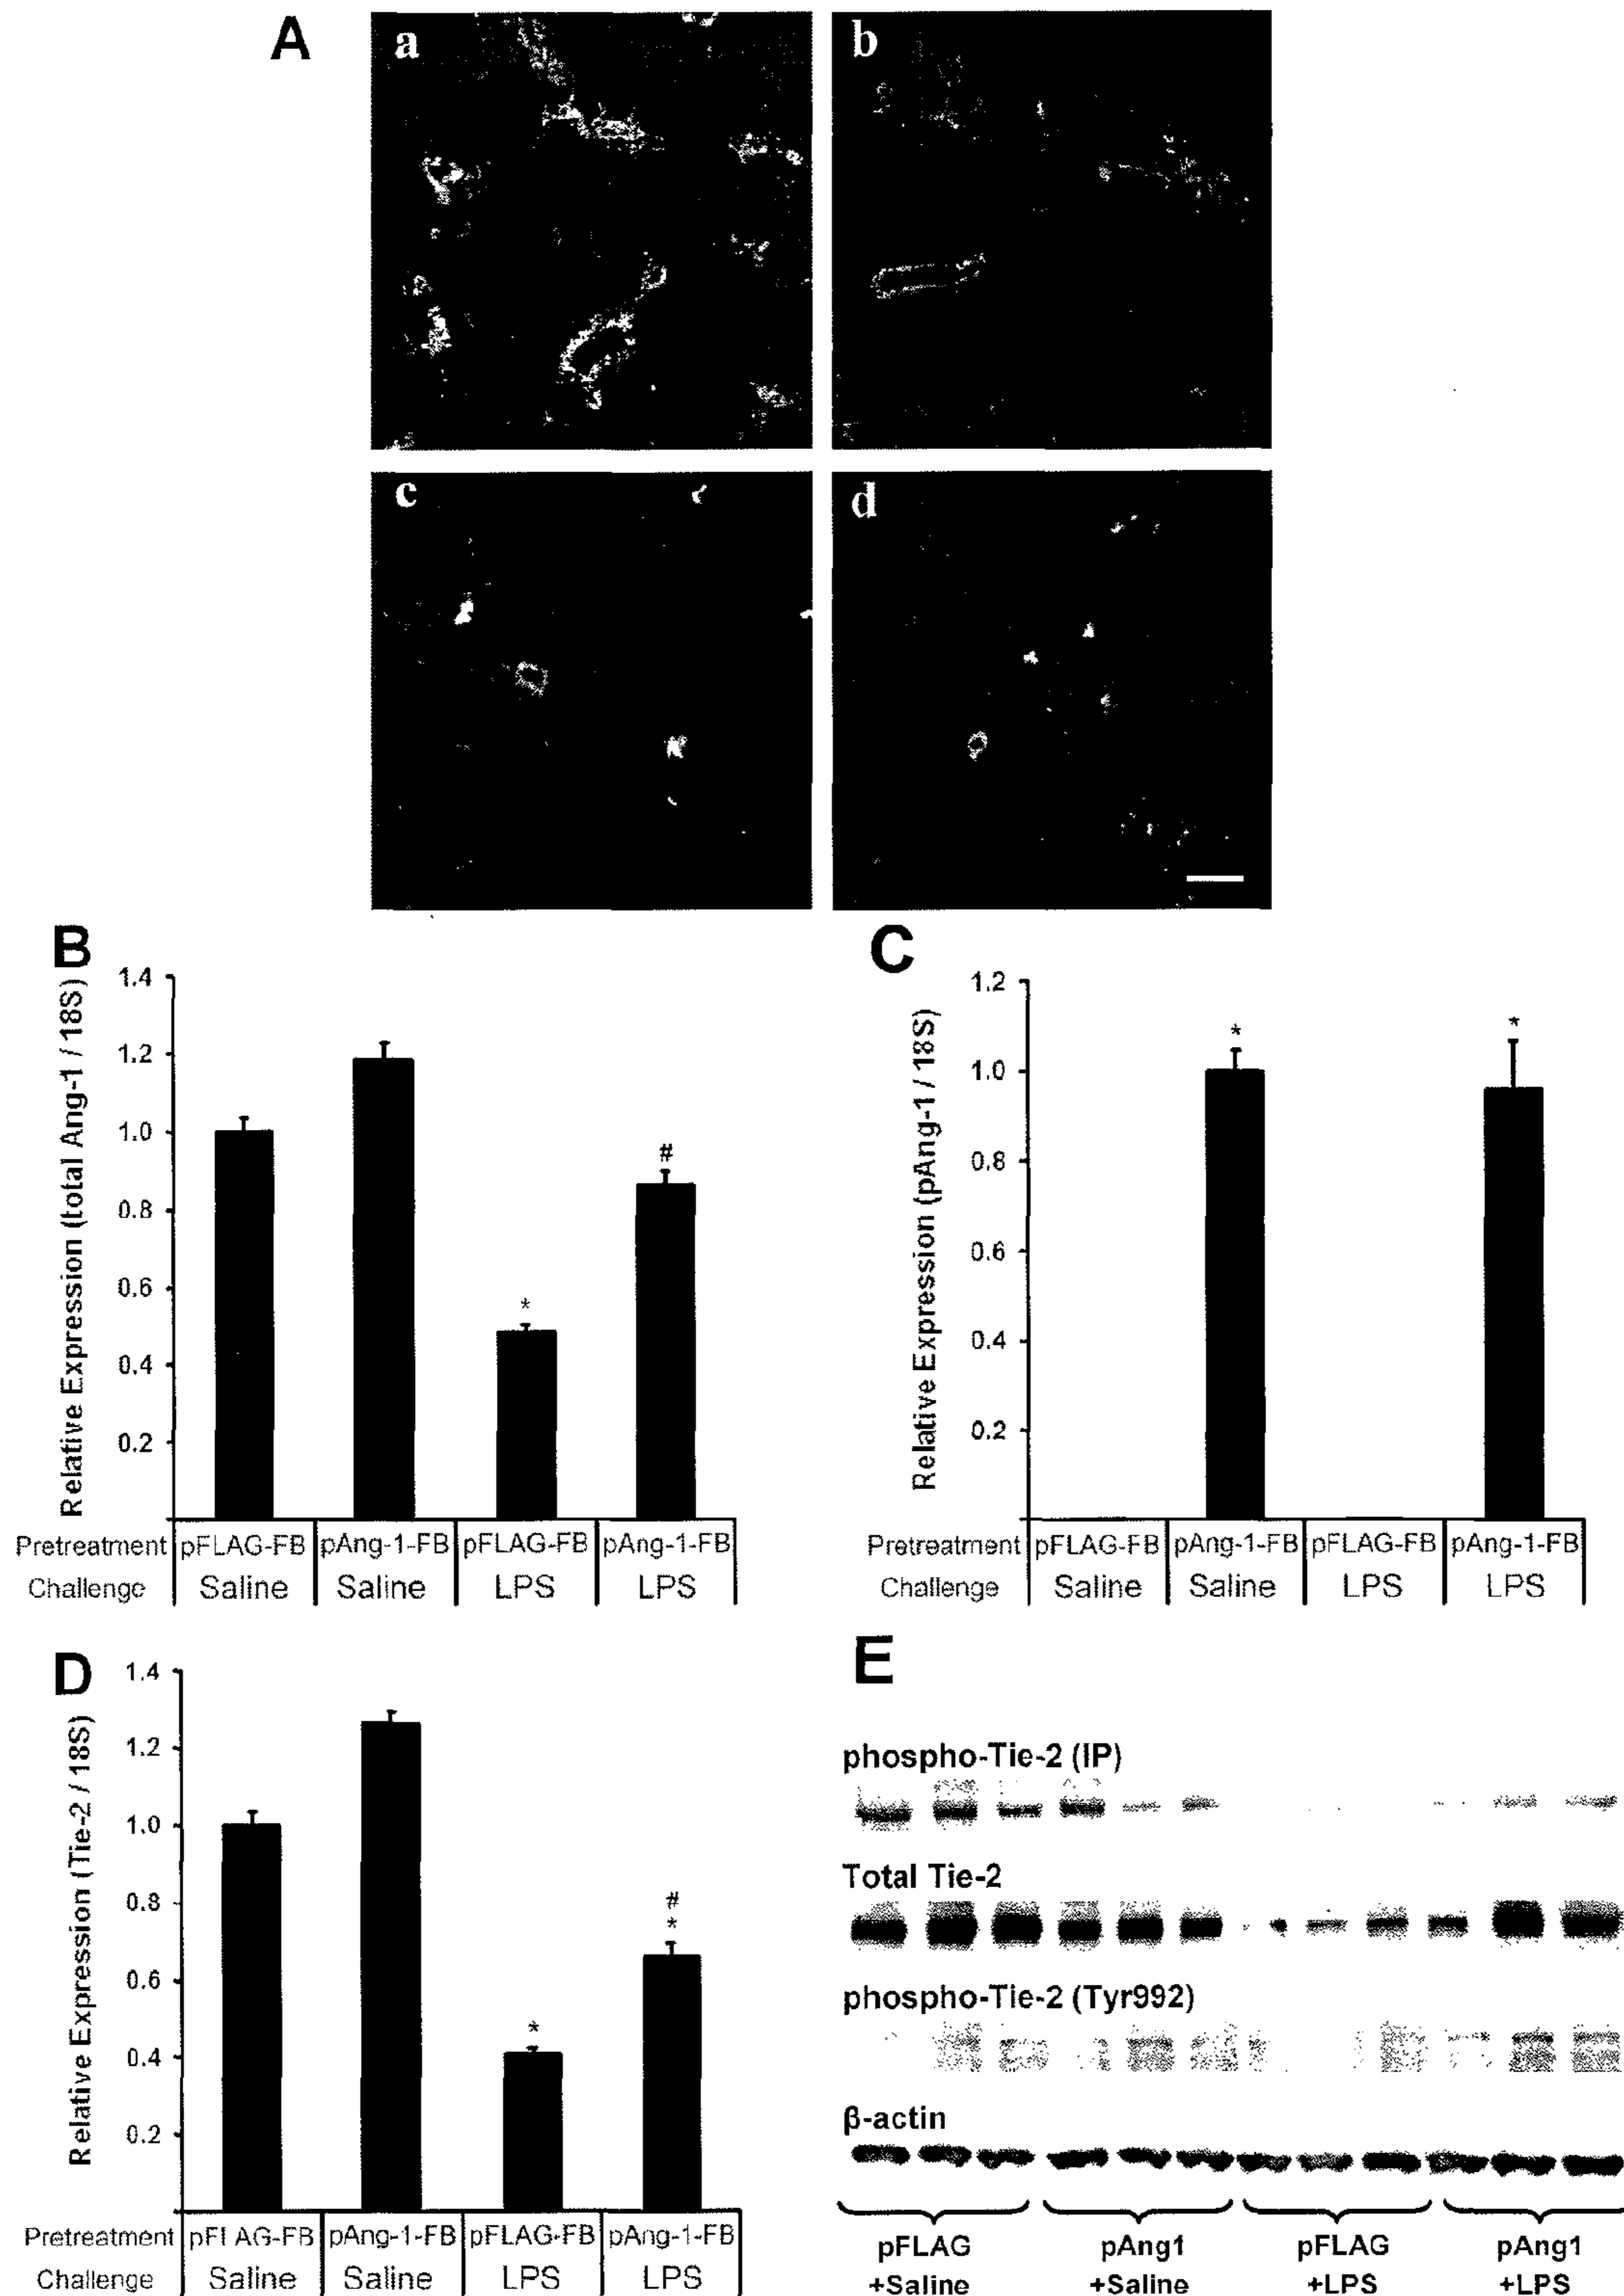 A
a
b
c
d
B
Relative Expression (total Ang-1 / 18S)
1.4
1.2
1.0
0.8
0.6
0.4
0.2
*
#
Pretreatment pFLAG-FB pAng-1-FB pFLAG-FB pAng-1-FB
Challenge Saline Saline LPS LPS
C
Relative Expression (pAng-1 / 18S)
1.2
1.0
0.8
0.6
0.4
0.2
*
*
Pretreatment pFLAG-FB pAng-1-FB pFLAG-FB pAng-1-FB
Challenge Saline Saline LPS LPS
D
Relative Expression (Tie-2 / 18S)
1.4
1.2
1.0
0.8
0.6
0.4
0.2
*
#
*
Pretreatment pFLAG-FB pAng-1-FB pFLAG-FB pAng-1-FB
Challenge Saline Saline LPS LPS
E
phospho-Tie-2 (IP)
Total Tie-2
phospho-Tie-2 (Tyr992)
β-actin
pFLAG pAng1 pFLAG pAng1
+Saline +Saline +LPS +LPS